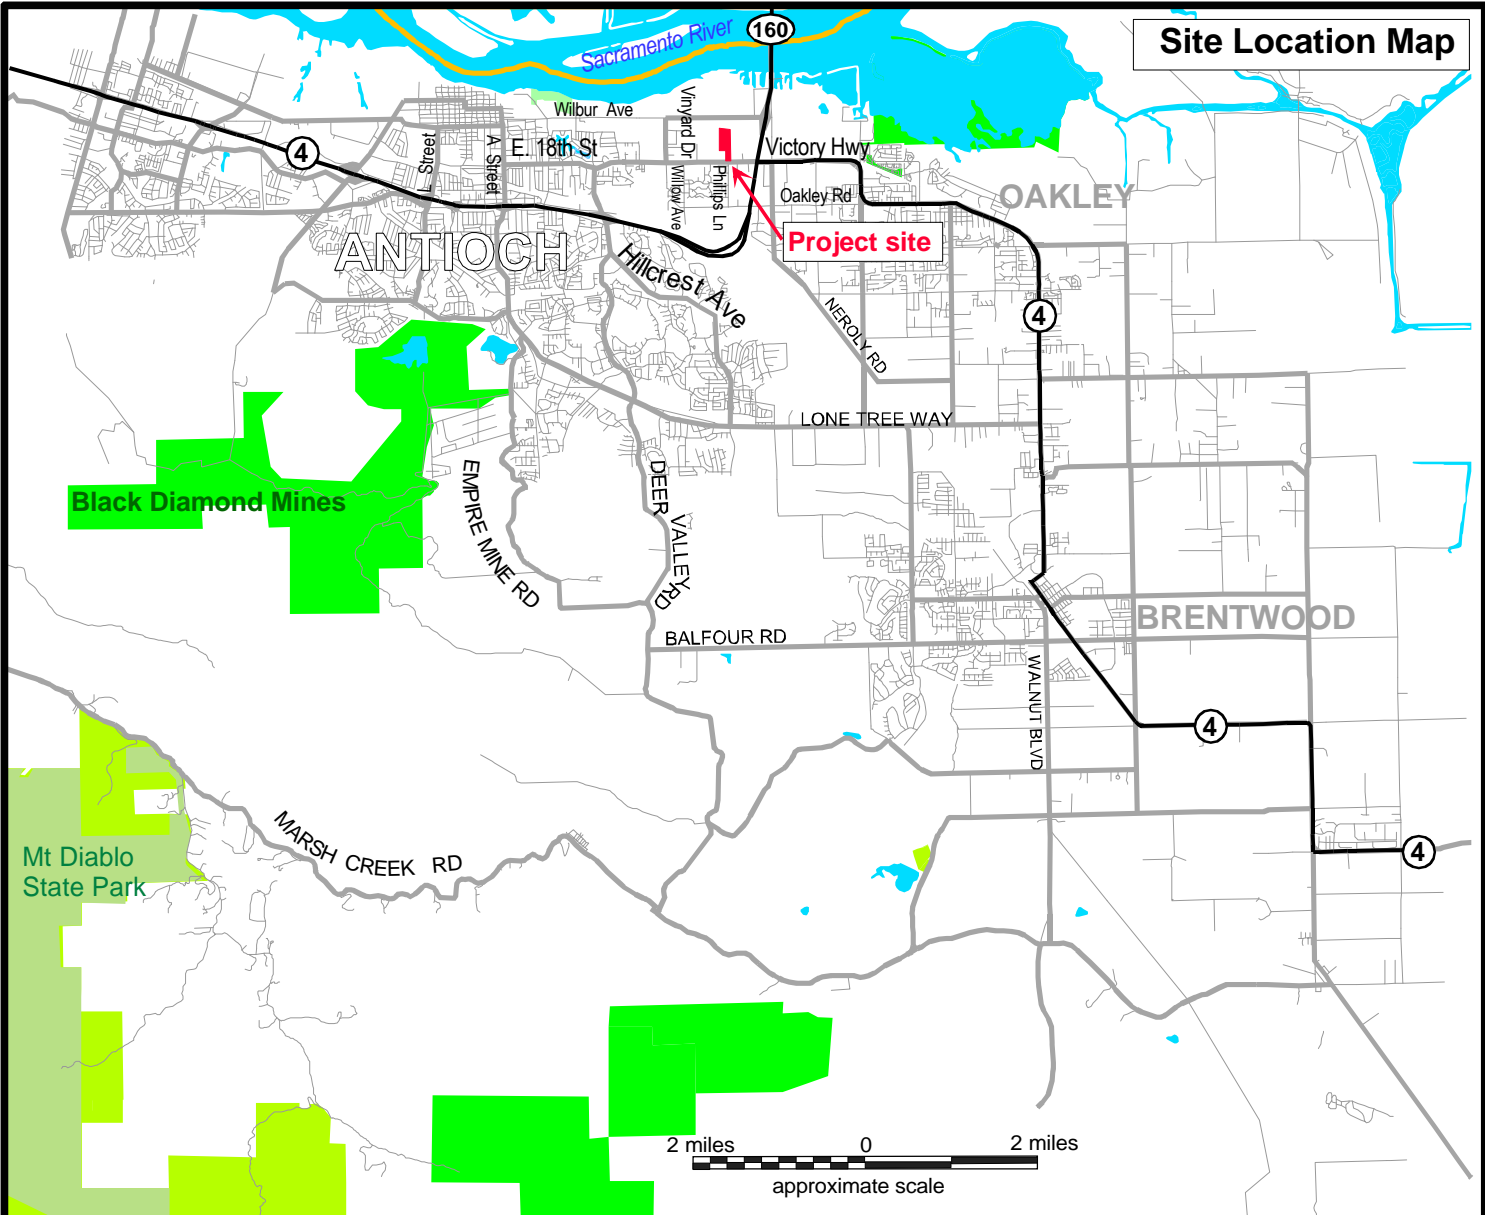 160
Site Location Map
Sacramento River
Wilbur Ave
Vinyard Dr
4
L Street
A Street
E. 18th St
Victory Hwy
Willow Ave
Phillips Ln
Oakley Rd
OAKLEY
Project site
ANTIOCH
Hillcrest Ave
NEROLY RD
4
LONE TREE WAY
Black Diamond Mines
EMPIRE MINE RD
DEER VALLEY RD
BRENTWOOD
BALFOUR RD
WALNUT BLVD
4
MARSH CREEK RD
4
Mt Diablo
State Park
2 miles 0 2 miles
approximate scale